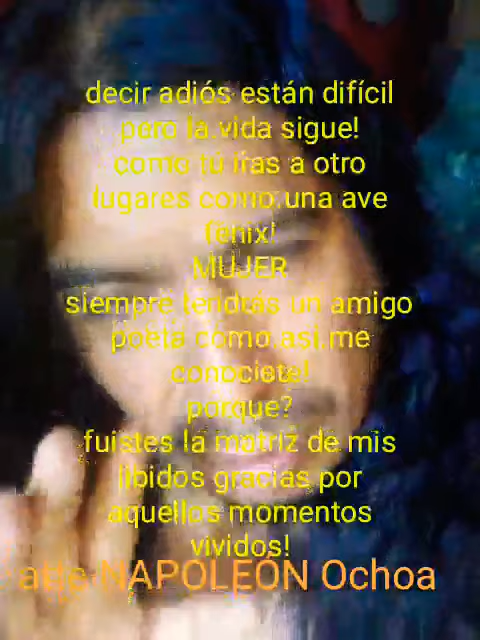 decir adiós están difícil
pero la vida sigue!
como tú iras a otro
lugares como una ave
fenix!
MUJER
siempre tendrás un amigo
poeta como asi me
conociste!
porque?
fuistes la matriz de mis
libidos gracias por
aquellos momentos
vividos!
atte NAPOLEÓN Ochoa